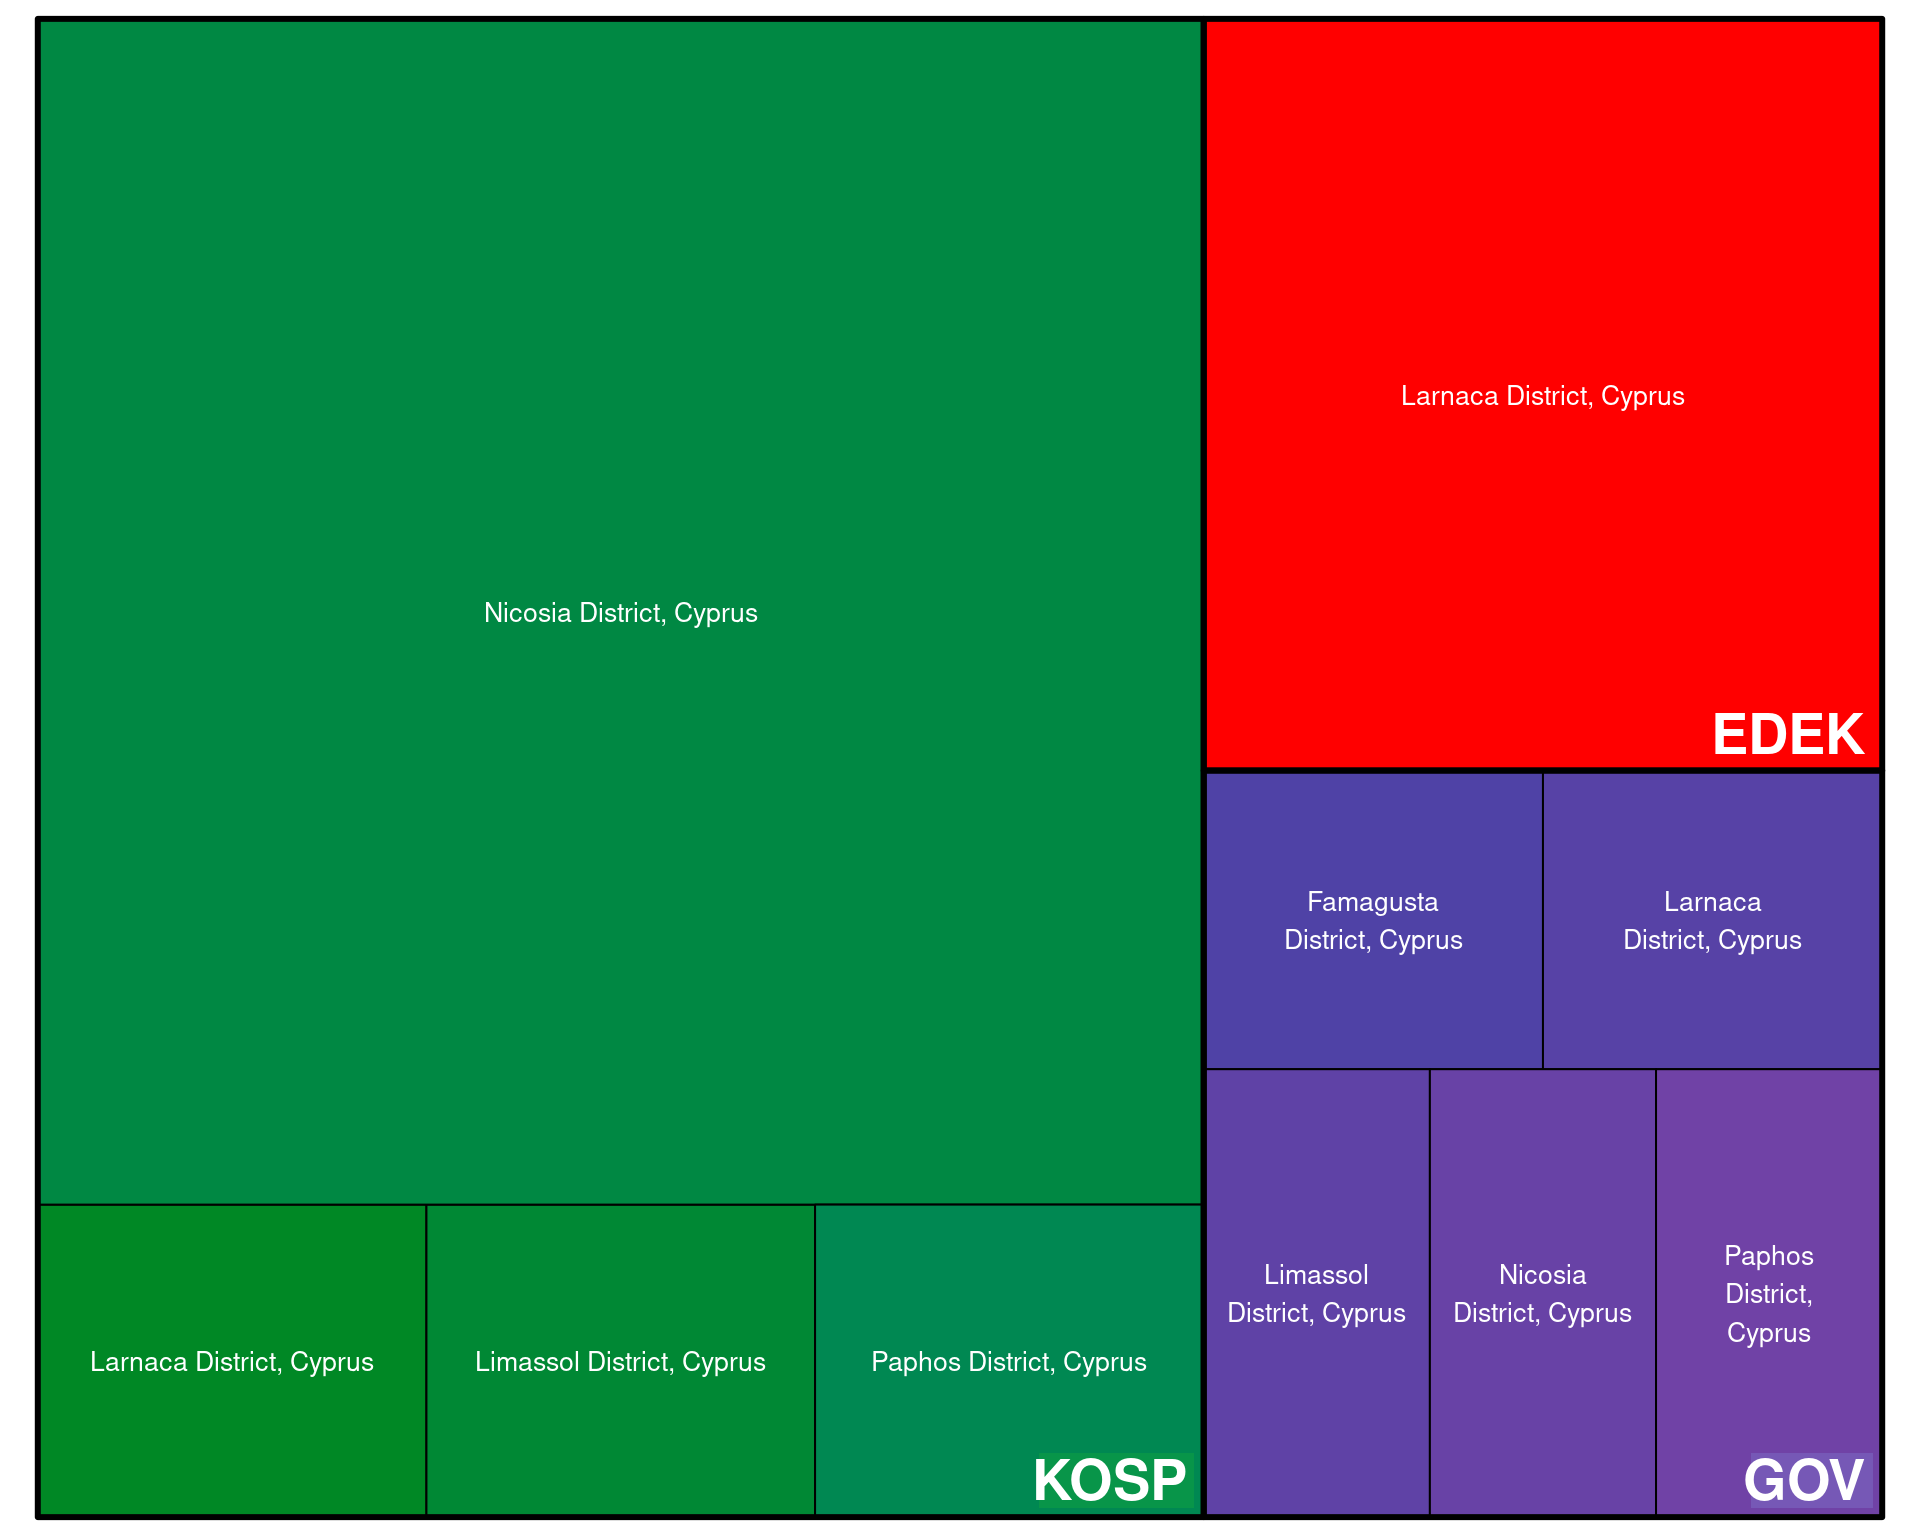 Nicosia District, Cyprus
Larnaca District, Cyprus
Limassol District, Cyprus
Paphos District, Cyprus
KOSP
Larnaca District, Cyprus
EDEK
Famagusta
District, Cyprus
Larnaca
District, Cyprus
Limassol
District, Cyprus
Nicosia
District, Cyprus
Paphos
District,
Cyprus
GOV